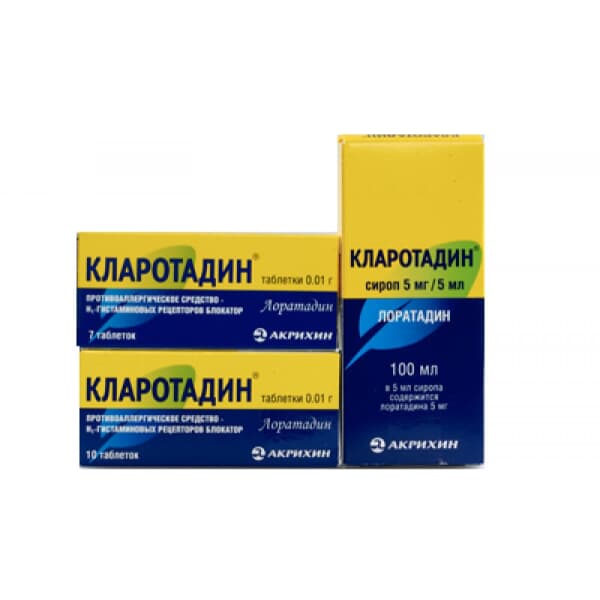 КЛАРОТАДИН®
таблетки 0.01 г
ПРОТИВОАЛЛЕРГИЧЕСКОЕ СРЕДСТВО -
H₁-ГИСТАМИНОВЫХ РЕЦЕПТОРОВ БЛОКАТОР
Лоратадин
7 таблеток
АКРИХИН
КЛАРОТАДИН®
таблетки 0.01 г
ПРОТИВОАЛЛЕРГИЧЕСКОЕ СРЕДСТВО -
H₁-ГИСТАМИНОВЫХ РЕЦЕПТОРОВ БЛОКАТОР
Лоратадин
10 таблеток
АКРИХИН
КЛАРОТАДИН®
сироп 5 мг/5 мл
ЛОРАТАДИН
100 мл
в 5 мл сиропа
содержится
лоратадина 5 мг
АКРИХИН